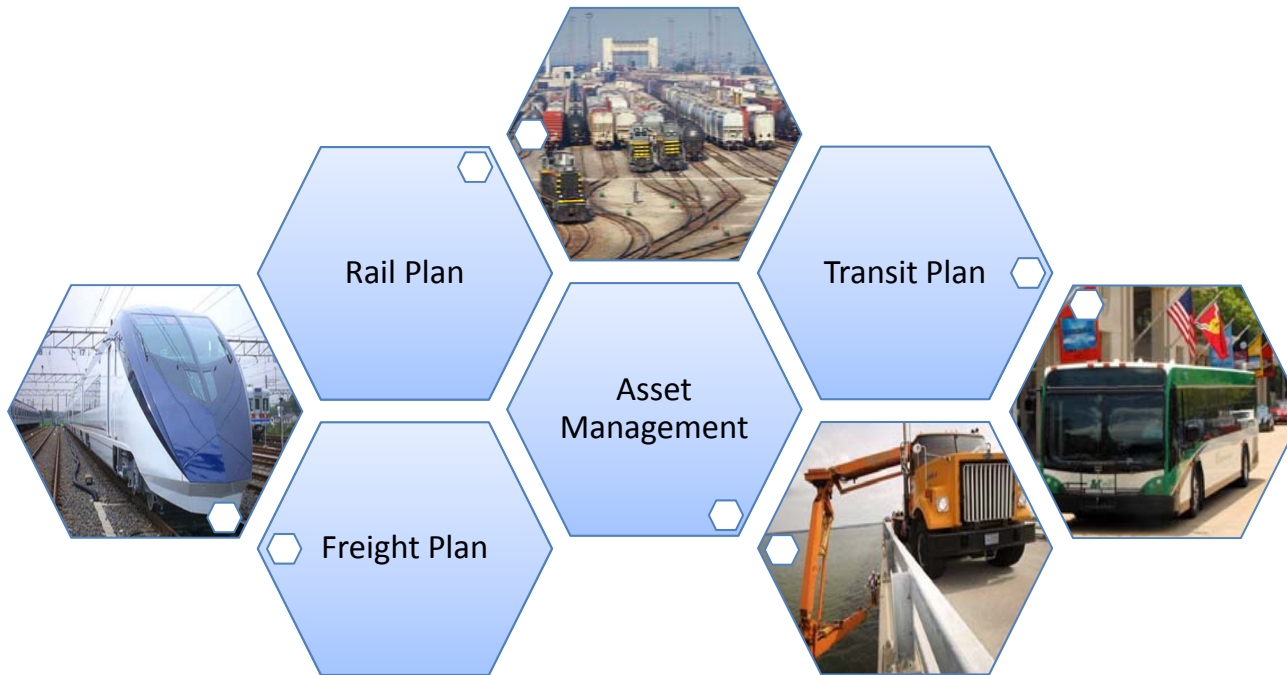 Rail Plan
Transit Plan
Asset
Management
Freight Plan